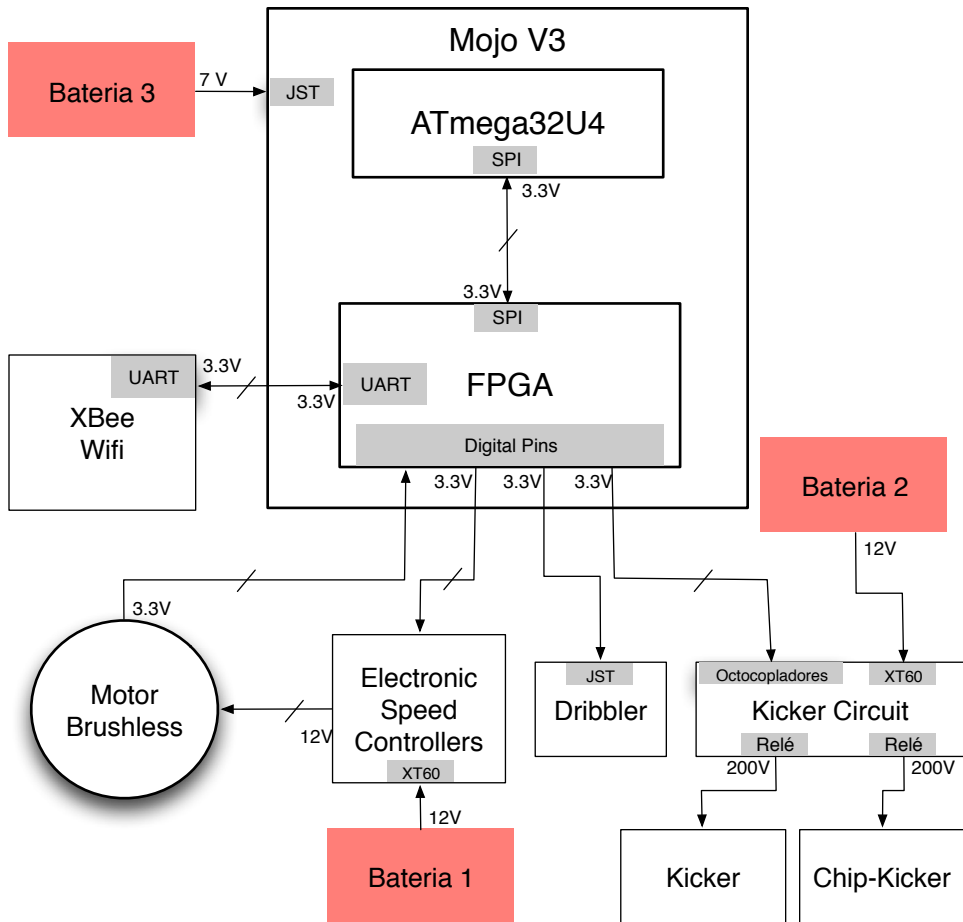 Mojo V3
Bateria 3
7 V
JST
ATmega32U4
SPI
3.3V
3.3V
SPI
XBee
Wifi
UART
3.3V
3.3V
UART
FPGA
Digital Pins
3.3V
3.3V
3.3V
Bateria 2
12V
3.3V
Motor
Brushless
12V
Electronic
Speed
Controllers
XT60
12V
Bateria 1
JST
Dribbler
Octocopladores
XT60
Kicker Circuit
Relé
Relé
200V
200V
Kicker
Chip-Kicker